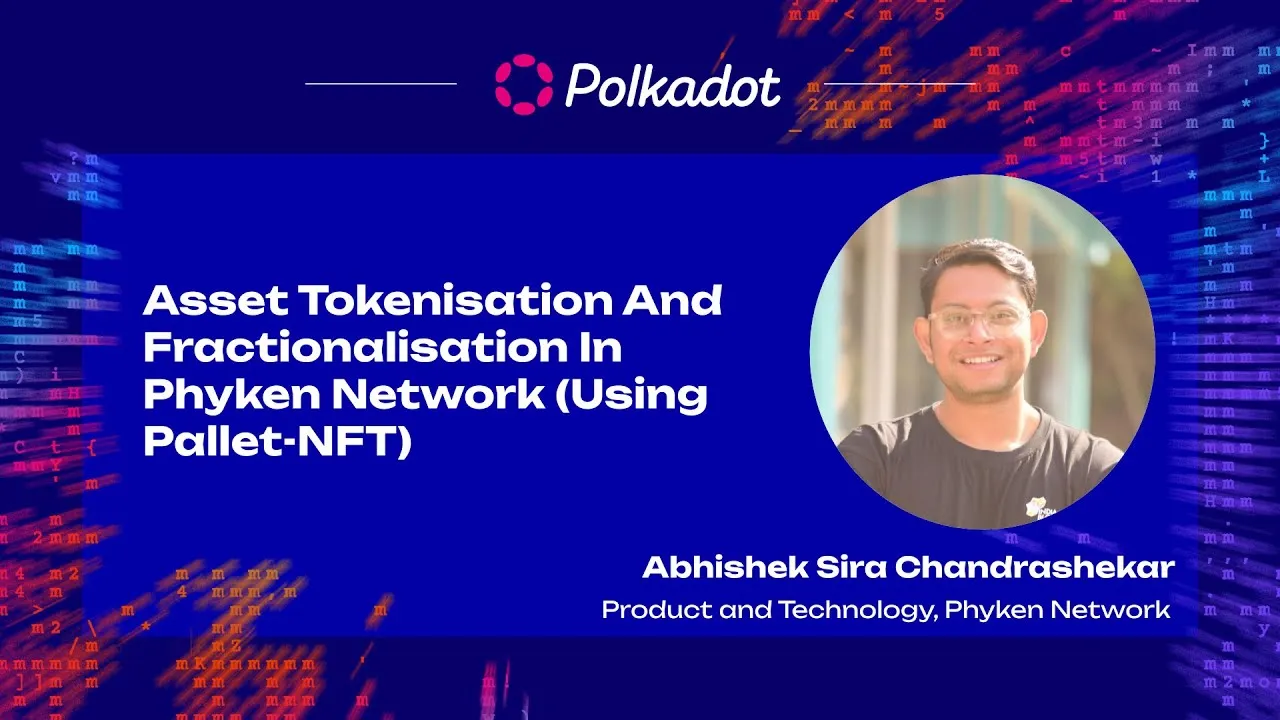 Polkadot
Asset Tokenisation And
Fractionalisation In
Phyken Network (Using
Pallet-NFT)
Abhishek Sira Chandrashekar
Product and Technology, Phyken Network